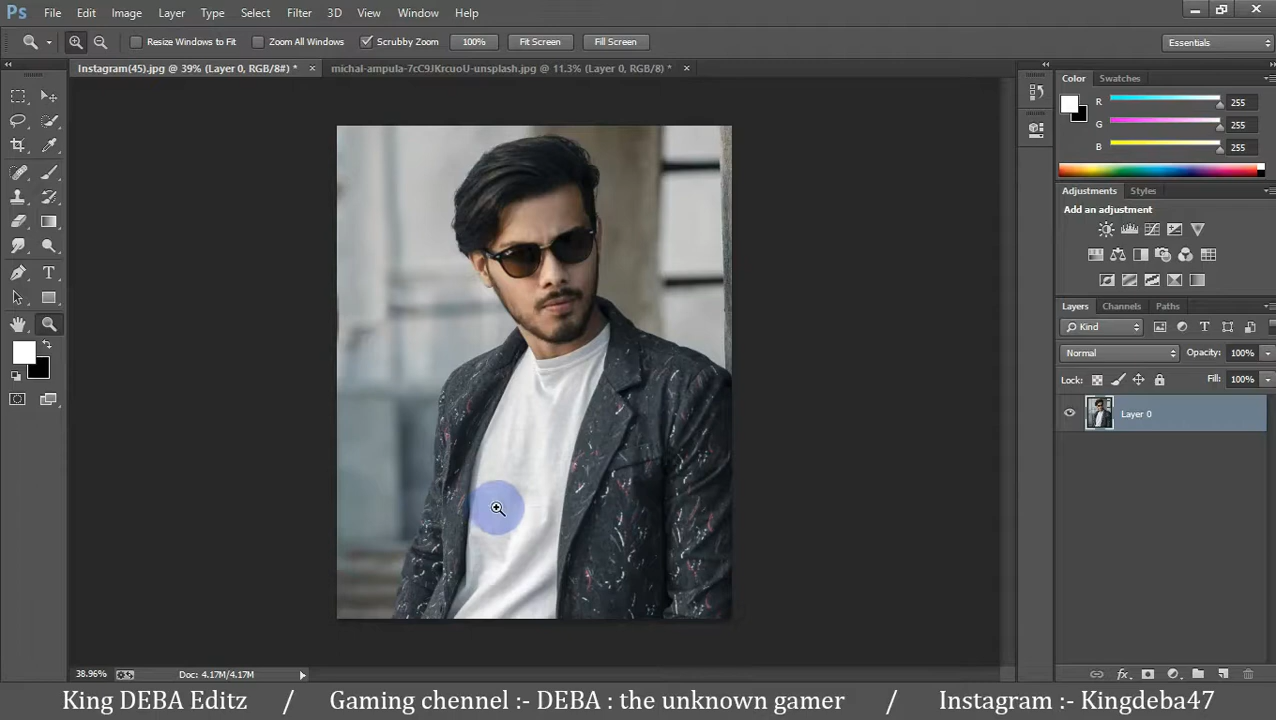 Ps File Edit Image Layer Type Select Filter 3D View Window Help
Resize Windows to Fit Zoom All Windows Scrubby Zoom 100% Fit Screen Fill Screen Essentials
Instagram(45).jpg @ 39% (Layer 0, RGB/8#) * × michal-ampula-7cC9JKrcuoU-unsplash.jpg @ 11.3% (Layer 0, RGB/8) * ×
Color Swatches
R 255
G 255
B 255
Adjustments Styles
Add an adjustment
Layers Channels Paths
Kind
Normal Opacity: 100%
Lock: Fill: 100%
Layer 0
38.96% Doc: 4.17M/4.17M
King DEBA Editz / Gaming chennel :- DEBA : the unknown gamer / Instagram :- Kingdeba47